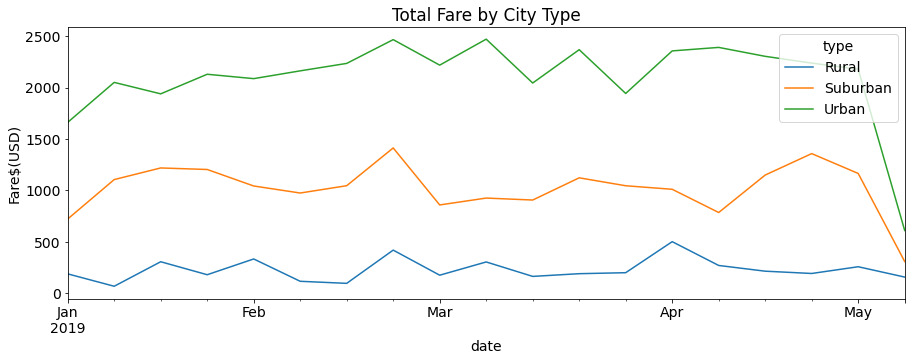 Total Fare by City Type
Fare$(USD)
2500
2000
1500
1000
500
0
type
Rural
Suburban
Urban
Jan Feb Mar Apr May
2019
date